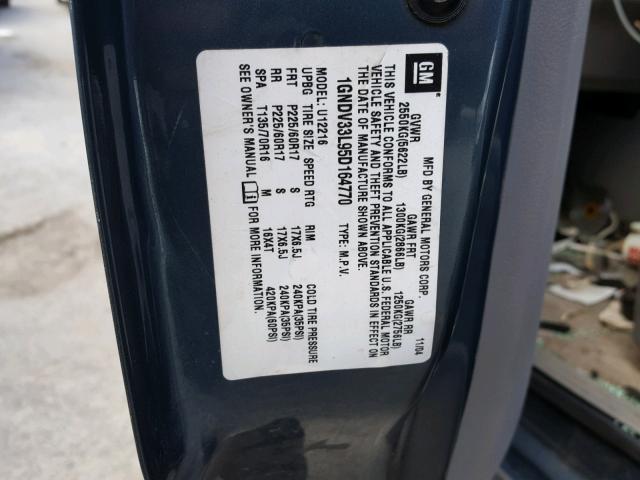 GM
MFD BY GENERAL MOTORS CORP. 11/04
GVWR GAWR FRT GAWR RR
2550KG(5622LB) 1300KG(2866LB) 1250KG(2756LB)
THIS VEHICLE CONFORMS TO ALL APPLICABLE U.S. FEDERAL MOTOR
VEHICLE SAFETY AND THEFT PREVENTION STANDARDS IN EFFECT ON
THE DATE OF MANUFACTURE SHOWN ABOVE.
1GNDV33L95D164770 TYPE: M.P.V.
MODEL: U12216
UPBG TIRE SIZE SPEED RTG RIM COLD TIRE PRESSURE
FRT P225/60R17 S 17X6.5J 240KPA(35PSI)
RR P225/60R17 S 17X6.5J 240KPA(35PSI)
SPA T135/70R16 M 16X4T 420KPA(60PSI)
SEE OWNER'S MANUAL FOR MORE INFORMATION.